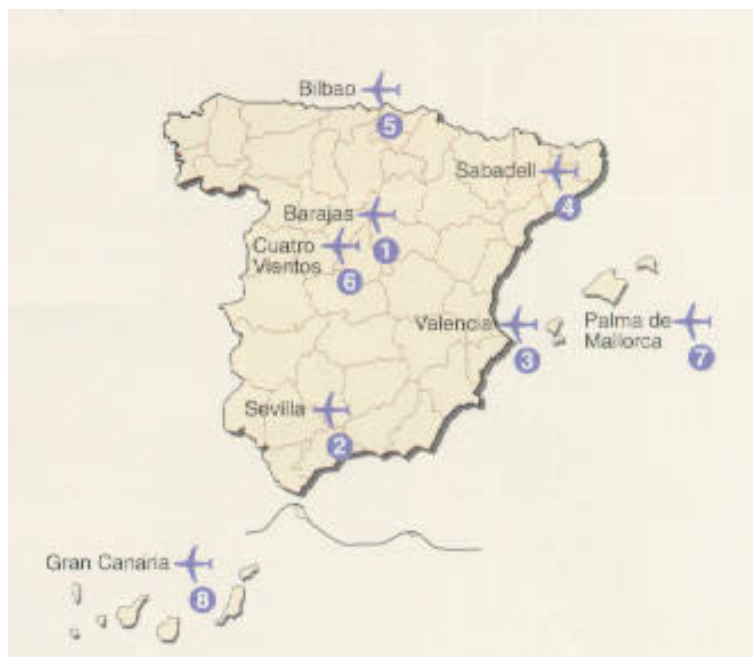 Bilbao
5
Sabadell
4
Barajas
1
Cuatro
Vientos
6
Valencia
3
Palma de
Mallorca
7
Sevilla
2
Gran Canaria
8